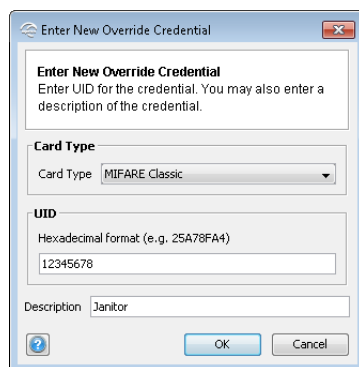 Enter New Override Credential
Enter New Override Credential
Enter UID for the credential. You may also enter a
description of the credential.
Card Type
Card Type MIFARE Classic
UID
Hexadecimal format (e.g. 25A78FA4)
12345678
Description Janitor
? OK Cancel